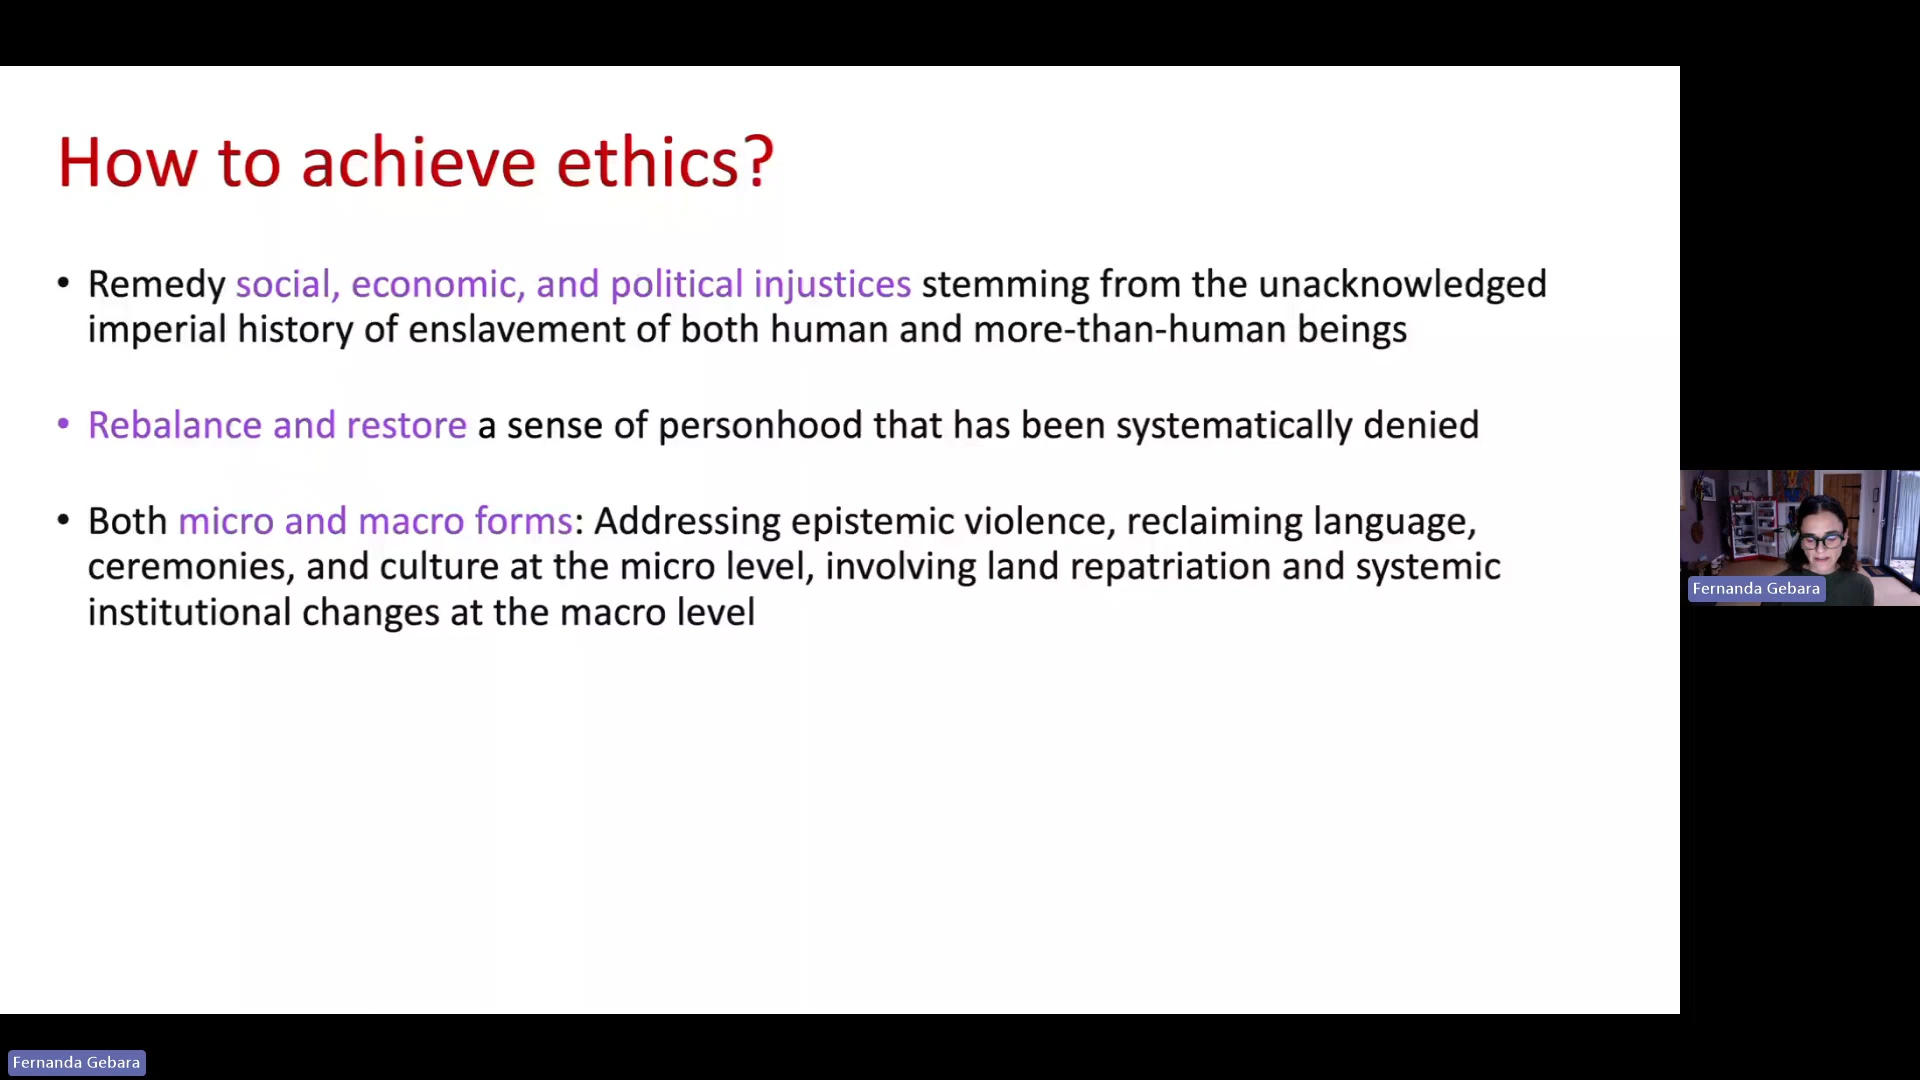 How to achieve ethics?
• Remedy social, economic, and political injustices stemming from the unacknowledged
imperial history of enslavement of both human and more-than-human beings
• Rebalance and restore a sense of personhood that has been systematically denied
• Both micro and macro forms: Addressing epistemic violence, reclaiming language,
ceremonies, and culture at the micro level, involving land repatriation and systemic
institutional changes at the macro level
Fernanda Gebara
Fernanda Gebara